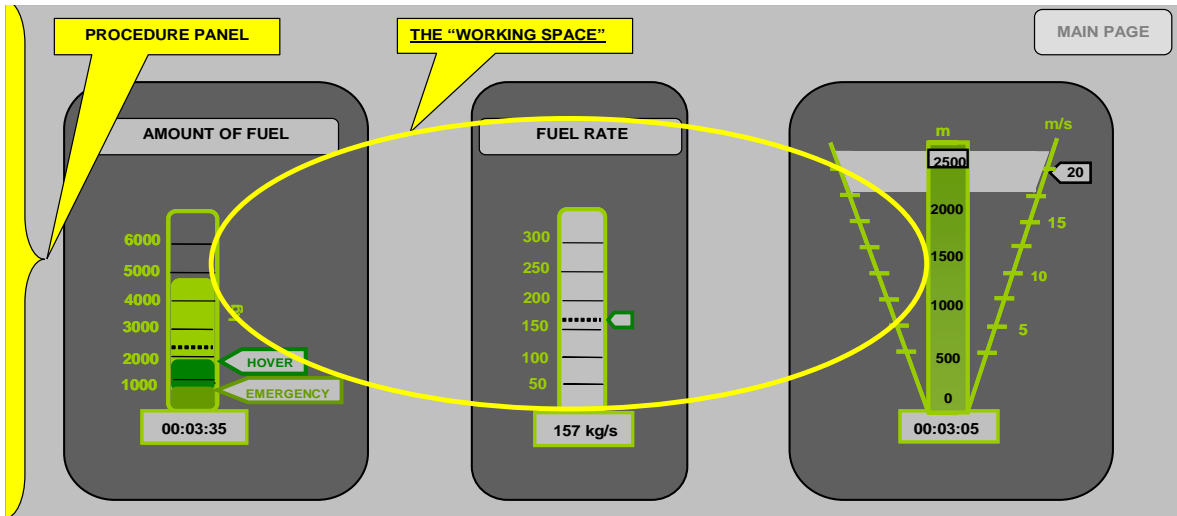 PROCEDURE PANEL
THE “WORKING SPACE”
MAIN PAGE
AMOUNT OF FUEL
6000
5000
4000
3000
2000
1000
HOVER
EMERGENCY
00:03:35
FUEL RATE
300
250
200
150
100
50
157 kg/s
m
m/s
2500
20
2000
15
1500
10
1000
5
500
0
00:03:05